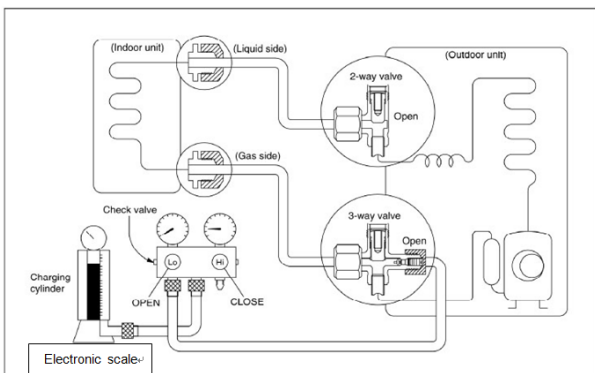 (Indoor unit)
(Liquid side)
(Outdoor unit)
2-way valve
Open
(Gas side)
3-way valve
Open
Check valve
Lo
Hi
Charging
cylinder
OPEN
CLOSE
Electronic scale